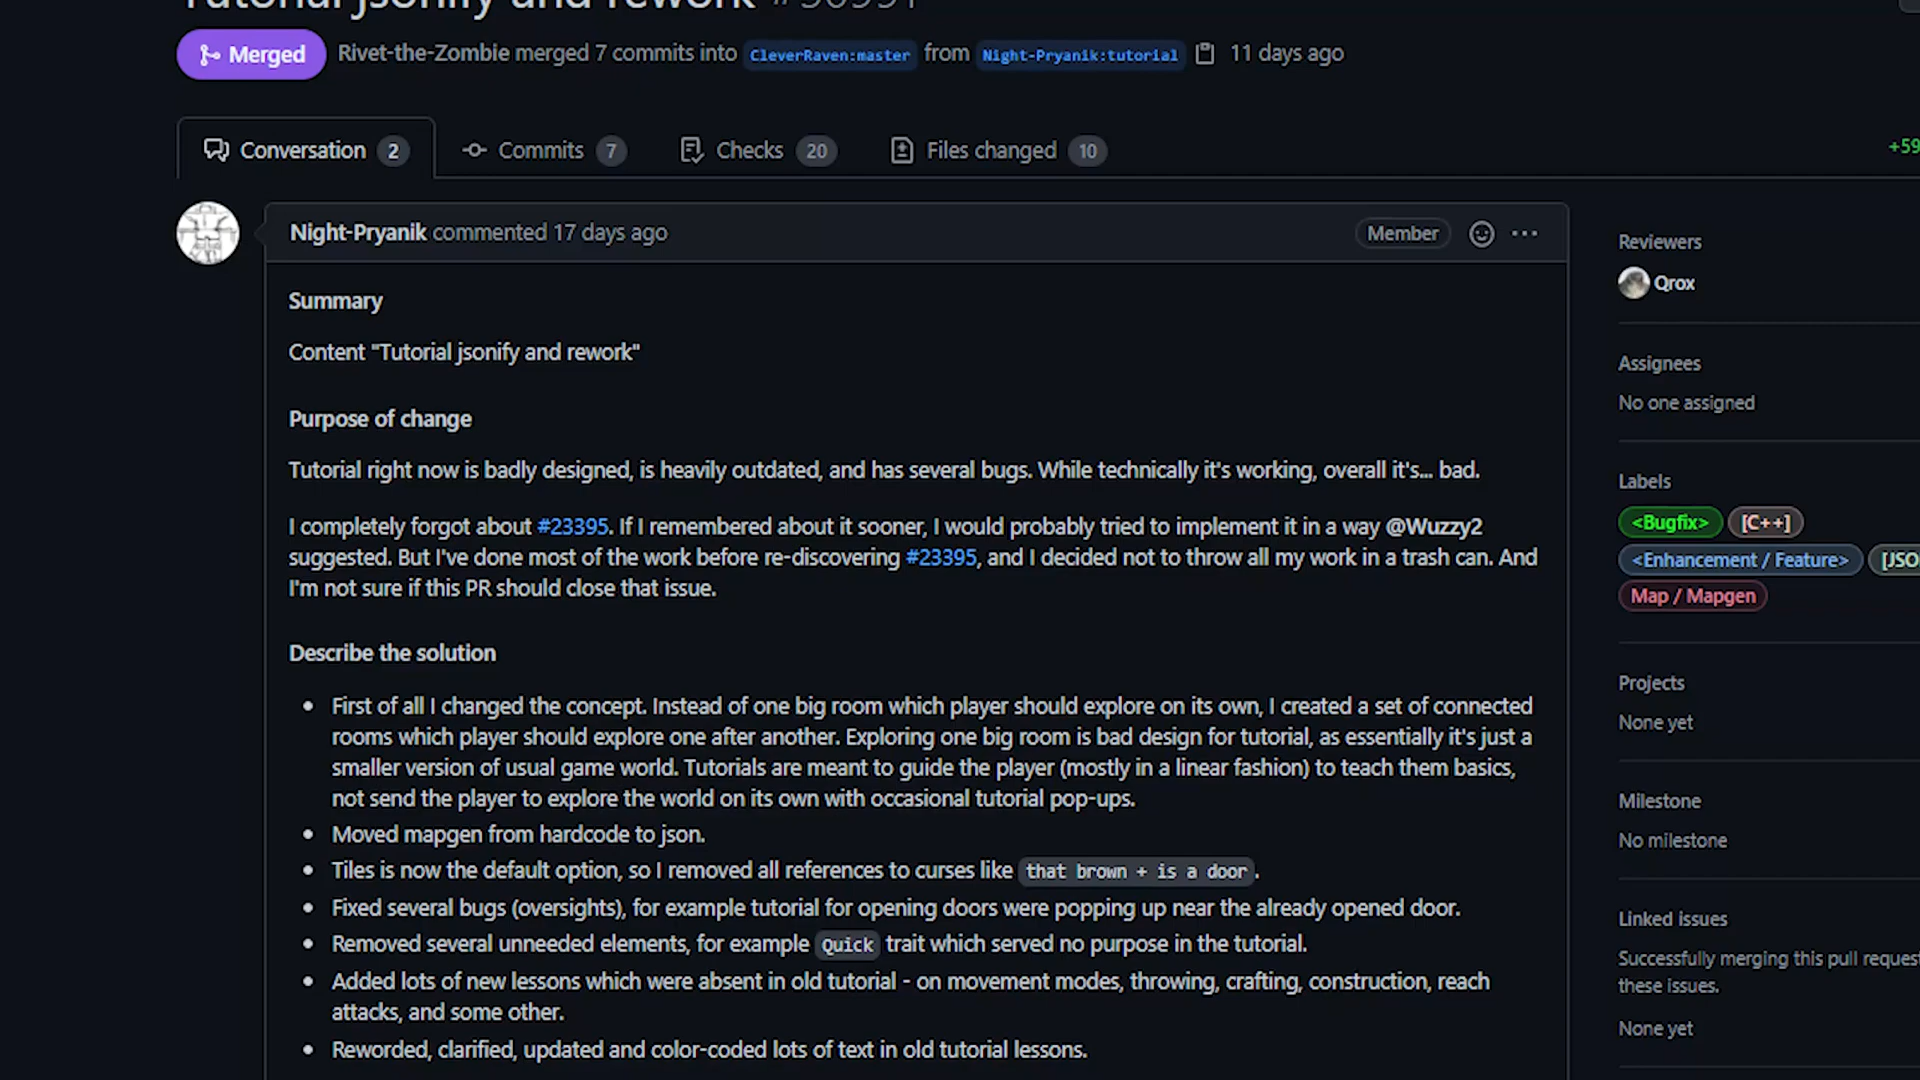 Tutorial jsonify and rework
Merged
Rivet-the-Zombie merged 7 commits into CleverRaven:master from Night-Pryanik:tutorial 11 days ago
Conversation 2
Commits 7
Checks 20
Files changed 10
+59
Night-Pryanik commented 17 days ago
Member
Summary
Content "Tutorial jsonify and rework"
Purpose of change
Tutorial right now is badly designed, is heavily outdated, and has several bugs. While technically it's working, overall it's... bad.
I completely forgot about #23395. If I remembered about it sooner, I would probably tried to implement it in a way @Wuzzy2
suggested. But I've done most of the work before re-discovering #23395, and I decided not to throw all my work in a trash can. And
I'm not sure if this PR should close that issue.
Describe the solution
• First of all I changed the concept. Instead of one big room which player should explore on its own, I created a set of connected
rooms which player should explore one after another. Exploring one big room is bad design for tutorial, as essentially it's just a
smaller version of usual game world. Tutorials are meant to guide the player (mostly in a linear fashion) to teach them basics,
not send the player to explore the world on its own with occasional tutorial pop-ups.
• Moved mapgen from hardcode to json.
• Tiles is now the default option, so I removed all references to curses like that brown + is a door.
• Fixed several bugs (oversights), for example tutorial for opening doors were popping up near the already opened door.
• Removed several unneeded elements, for example Quick trait which served no purpose in the tutorial.
• Added lots of new lessons which were absent in old tutorial - on movement modes, throwing, crafting, construction, reach
attacks, and some other.
• Reworded, clarified, updated and color-coded lots of text in old tutorial lessons.
Reviewers
Qrox
Assignees
No one assigned
Labels
<Bugfix> [C++]
<Enhancement / Feature> [JSO
Map / Mapgen
Projects
None yet
Milestone
No milestone
Linked issues
Successfully merging this pull request
these issues.
None yet